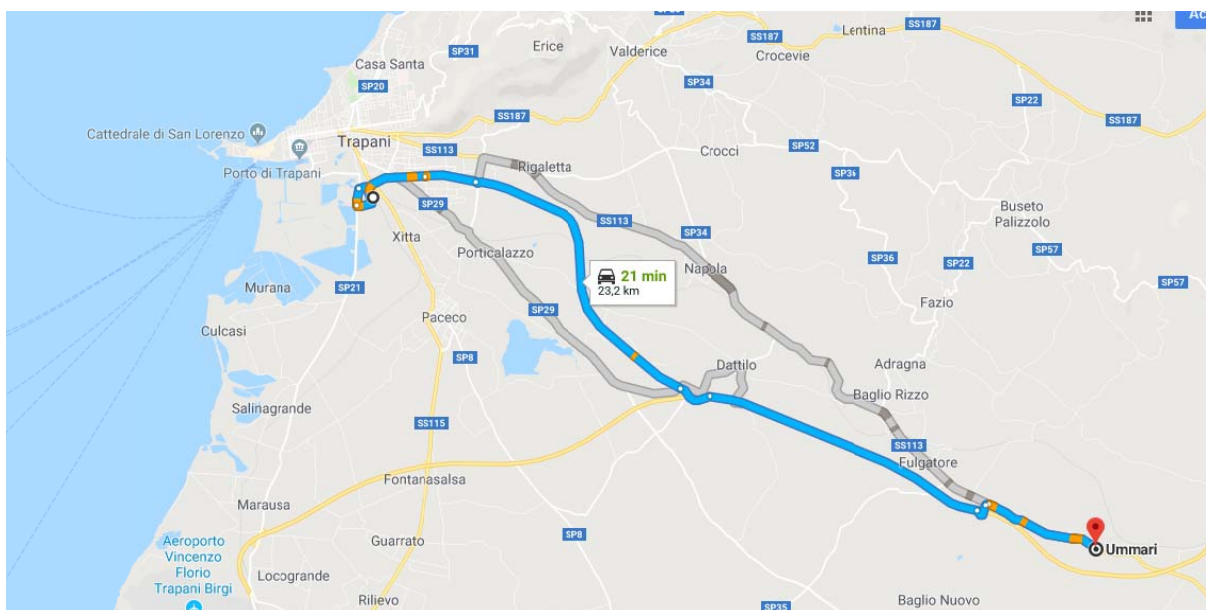 SS187
Lentina
Ac
Erice
Valderice
Crocevie
SS187
SP31
Casa Santa
SP20
SP34
SP22
SS187
SS187
Cattedrale di San Lorenzo
Trapani
SS113
Crocci
SP52
Porto di Trapani
Rigaletta
SP36
SP29
Buseto
Palizzolo
Xitta
SS113
SP34
Porticalazzo
SP57
Napola
SP36
SP22
SP57
21 min
23,2 km
Murana
SP21
Fazio
Culcasi
Paceco
SP29
SP8
Dattilo
Adragna
Baglio Rizzo
Salinagrande
SS115
SS113
Fulgatore
Fontanasalsa
Marausa
SP8
Guarrato
Aeroporto
Vincenzo
Florio
Trapani Birgi
Ummari
Locogrande
Rilievo
SP35
Baglio Nuovo